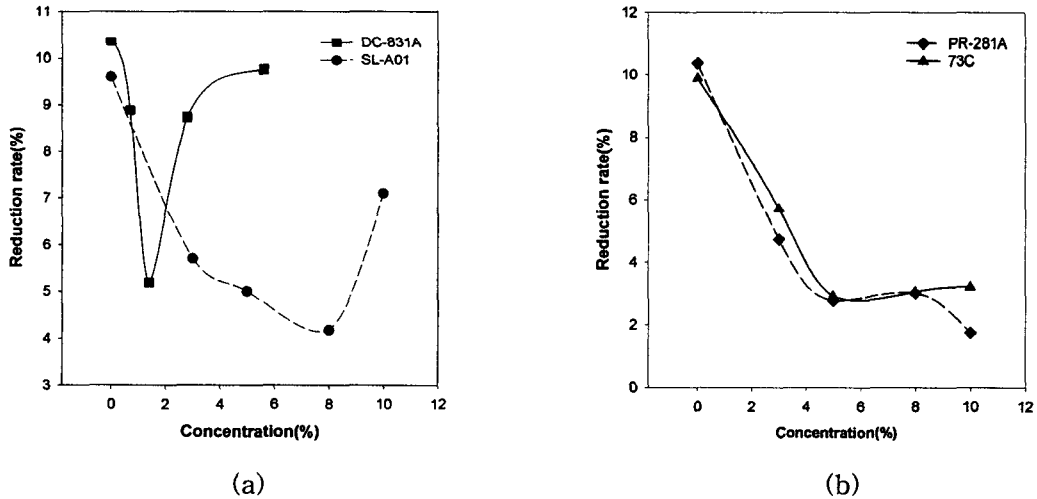 11
10
9
8
7
6
5
4
3
Reduction rate(%)
DC-831A
SL-A01
0 2 4 6 8 10 12
Concentration(%)
(a)
12
10
8
6
4
2
0
Reduction rate(%)
PR-281A
73C
0 2 4 6 8 10 12
Concentration(%)
(b)